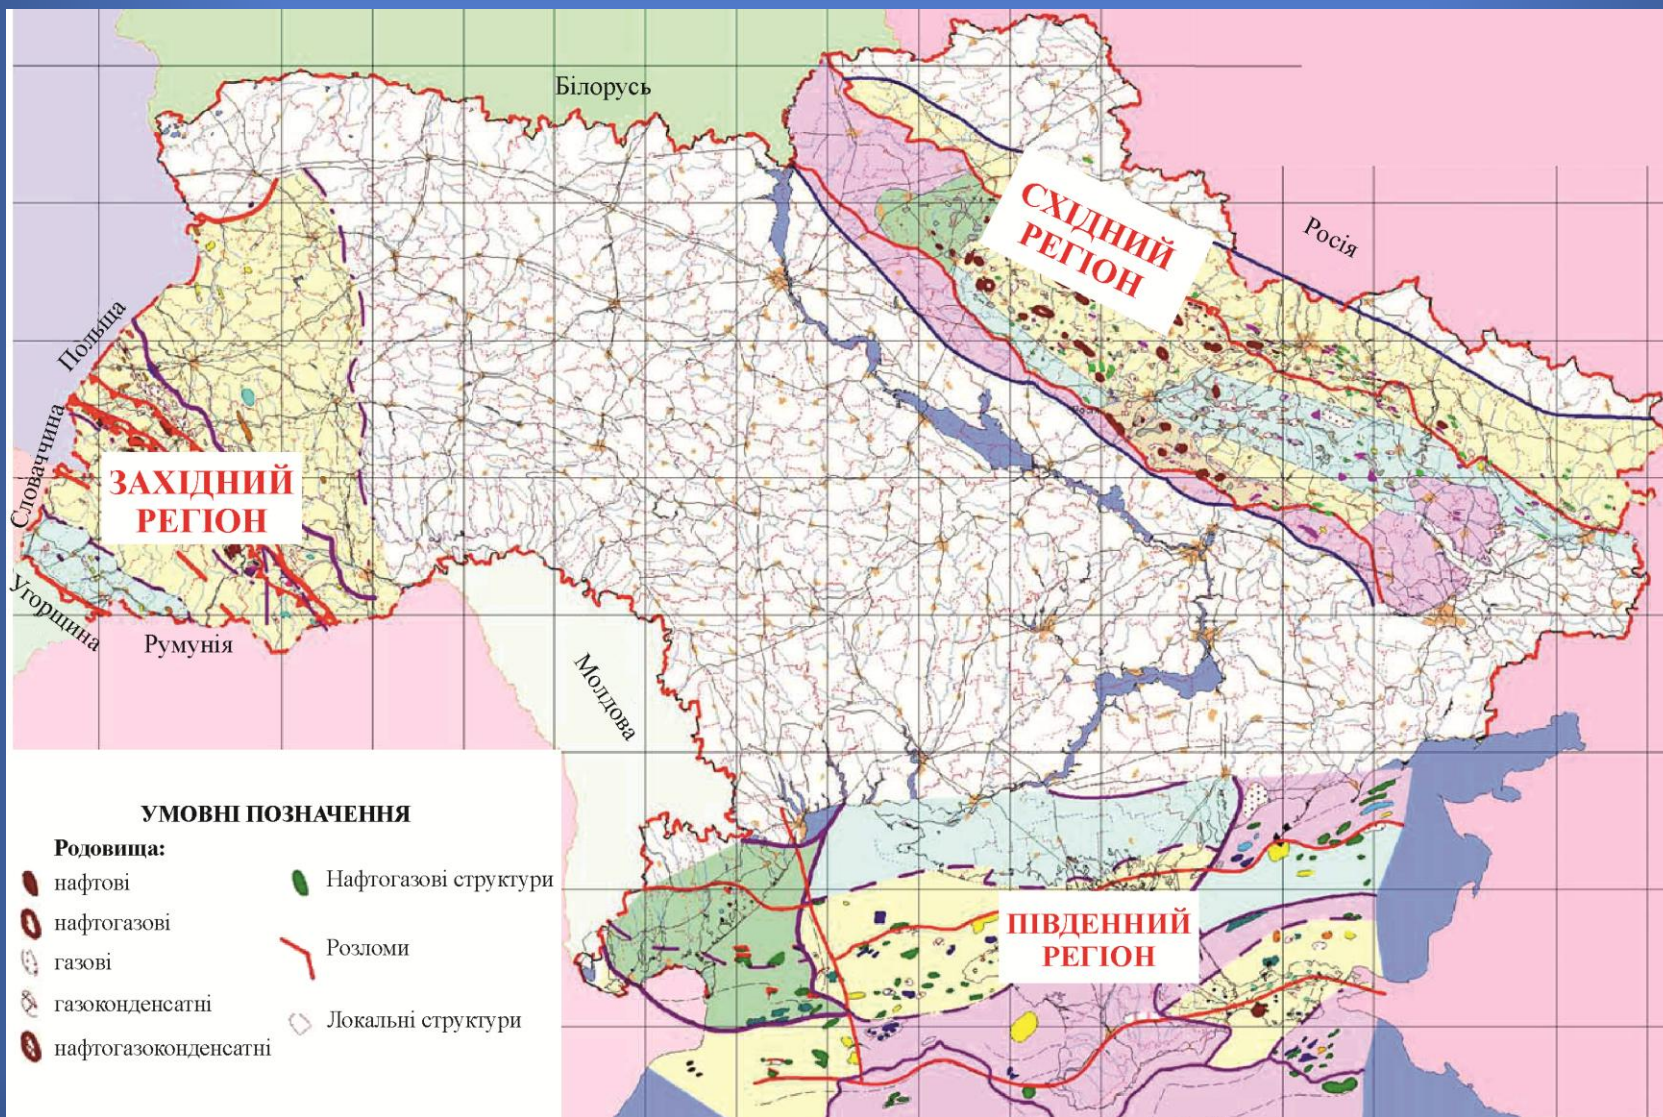 Білорусь
СХІДНИЙ
РЕГІОН
Росія
Польща
Словаччина
ЗАХІДНИЙ
РЕГІОН
Угорщина
Румунія
Молдова
ПІВДЕННИЙ
РЕГІОН
УМОВНІ ПОЗНАЧЕННЯ
Родовища:
нафтові
нафтогазові
газові
газоконденсатні
нафтогазоконденсатні
Нафтогазові структури
Розломи
Локальні структури